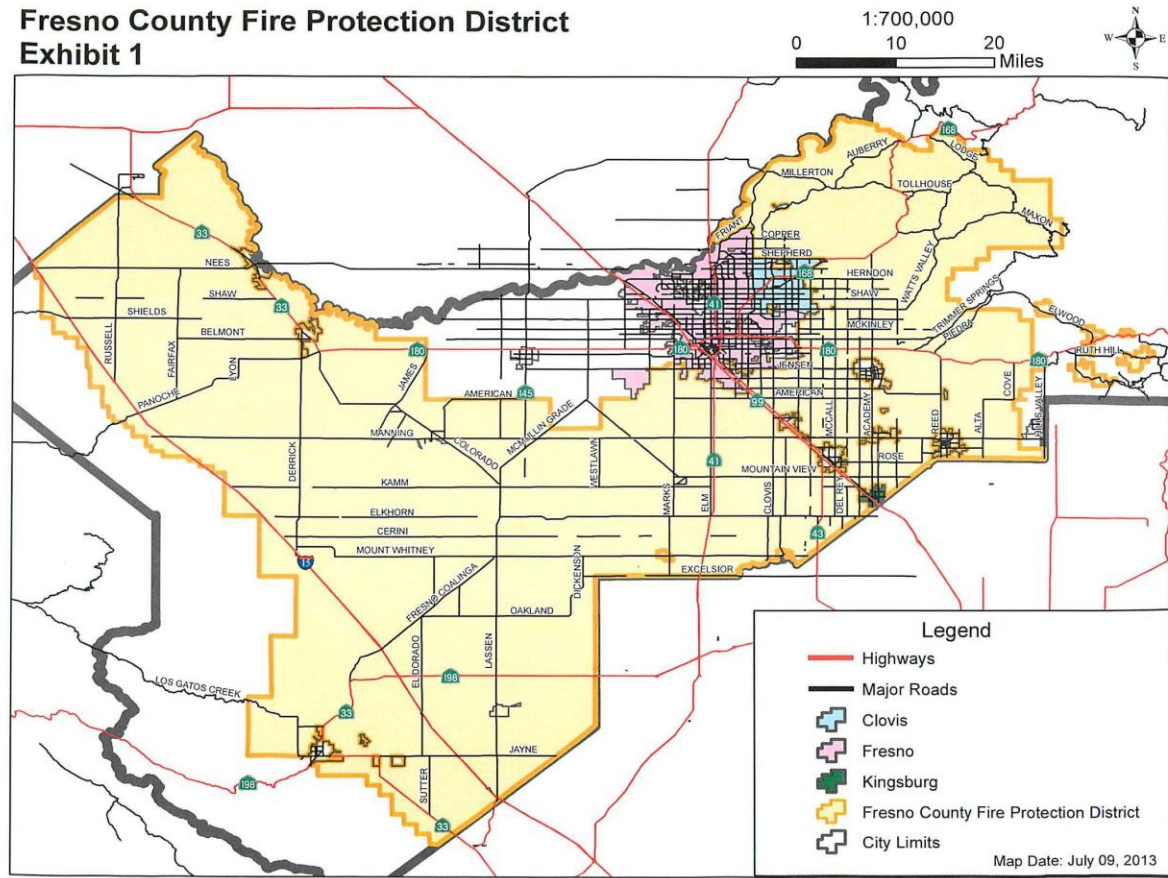 Fresno County Fire Protection District
Exhibit 1
1:700,000
0 10 20
Miles
N
W E
S
168
LODGE
AUBERRY
MILLERTON
TOLLHOUSE
MAXON
FRIANT
COPPER
SHEPHERD
168
HERNDON
WATTS VALLEY
SHAW
MCKINLEY
TRIMMER SPRINGS
ELWOOD
PIEDRA
RUTH HILL
33
NEES
SHAW
33
SHIELDS
BELMONT
RUSSELL
FAIRFAX
LYON
PANOCHE
180
JAMES
41
180
180
180
JENSEN
AMERICAN
145
AMERICAN
99
MCCALL
ACADEMY
REED
ALTA
COVE
MANNING
COLORADO
MCMULLIN GRADE
DERRICK
WESTLAWN
41
MOUNTAIN VIEW
ROSE
KAMM
MARKS
ELM
CLOVIS
DEL REY
ELKHORN
CERINI
43
MOUNT WHITNEY
15
DICKENSON
EXCELSIOR
FRESNO COALINGA
OAKLAND
EL DORADO
LASSEN
198
LOS GATOS CREEK
33
JAYNE
198
SUTTER
33
Legend
Highways
Major Roads
Clovis
Fresno
Kingsburg
Fresno County Fire Protection District
City Limits
Map Date: July 09, 2013